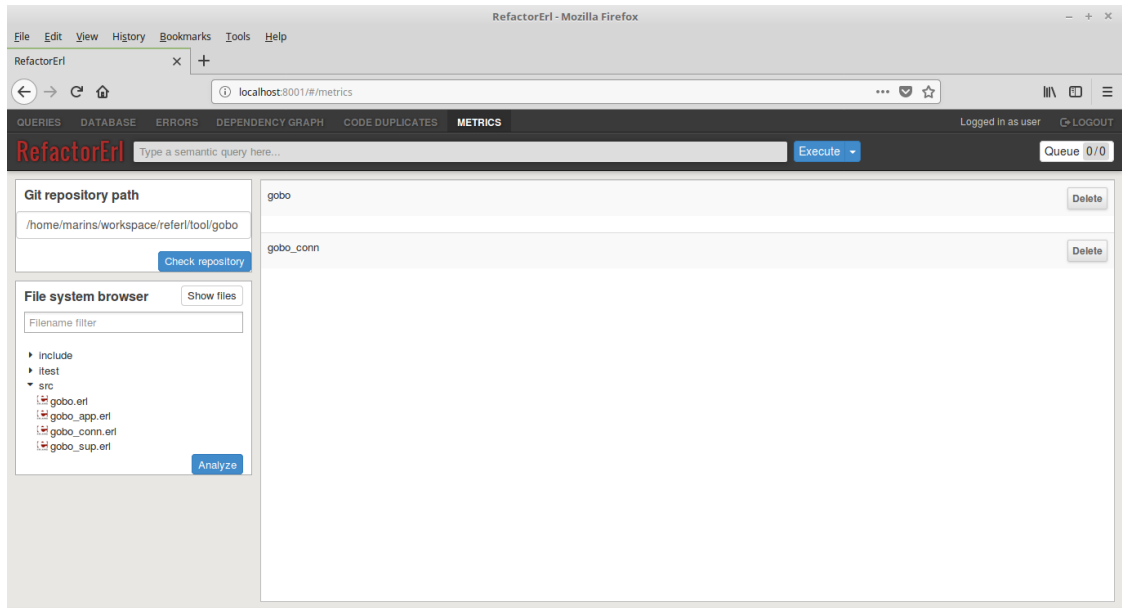 RefactorErl - Mozilla Firefox
File Edit View History Bookmarks Tools Help
RefactorErl
localhost:8001/#/metrics
QUERIES DATABASE ERRORS DEPENDENCY GRAPH CODE DUPLICATES METRICS Logged in as user LOGOUT
RefactorErl Type a semantic query here... Execute Queue 0/0
Git repository path
/home/marins/workspace/referl/tool/gobo
Check repository
File system browser Show files
Filename filter
include
itest
src
gobo.erl
gobo_app.erl
gobo_conn.erl
gobo_sup.erl
Analyze
gobo Delete
gobo_conn Delete